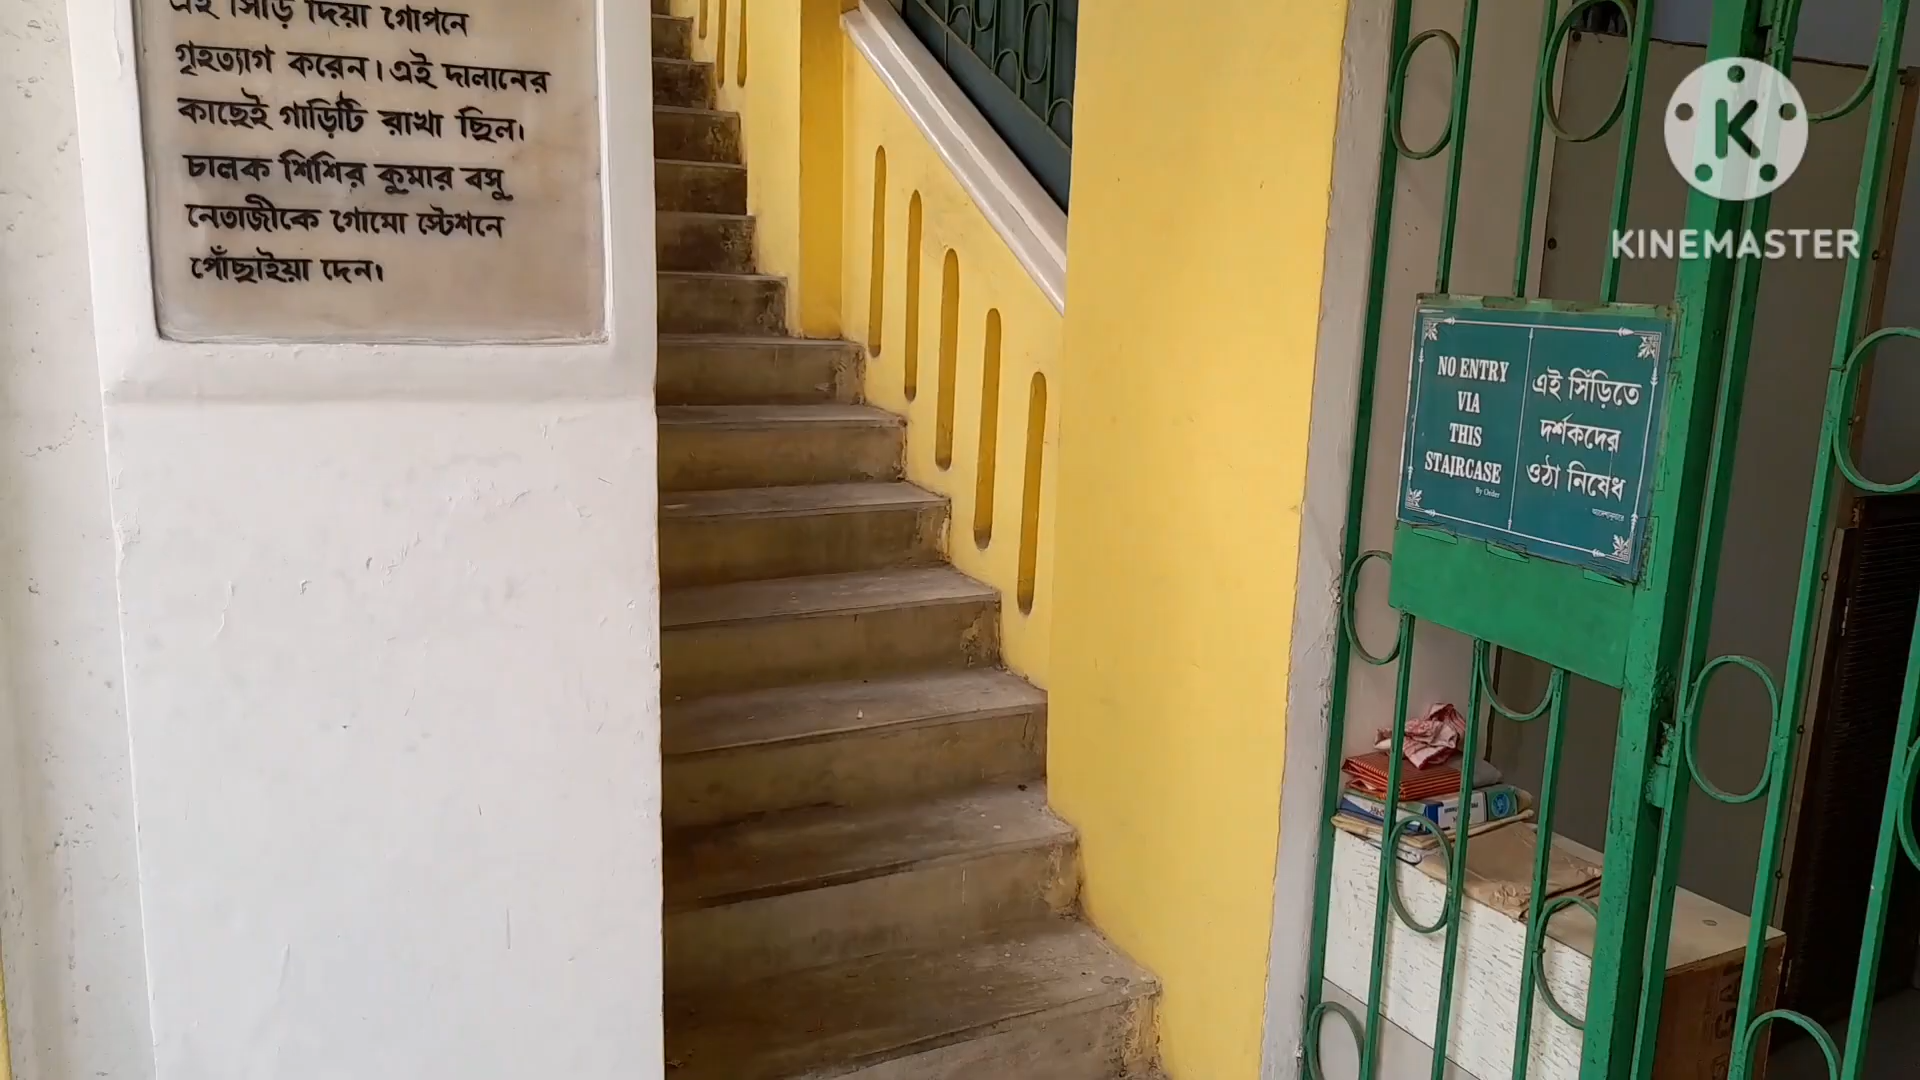 এই সিঁড়ি দিয়া গোপনে
গৃহত্যাগ করেন। এই দালানের
কাছেই গাড়িটি রাখা ছিল।
চালক শিশির কুমার বসু
নেতাজীকে গোমো স্টেশনে
পৌঁছাইয়া দেন।
K
KINEMASTER
NO ENTRY
VIA
THIS
STAIRCASE
By Order
এই সিঁড়িতে
দর্শকদের
ওঠা নিষেধ